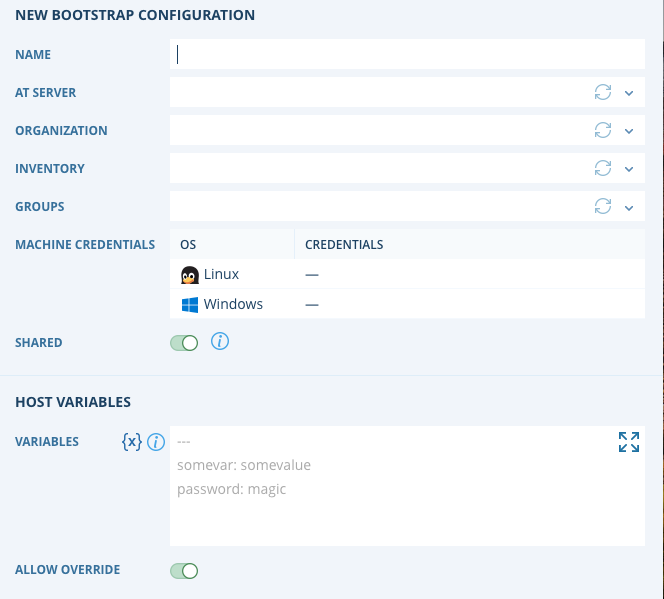 NEW BOOTSTRAP CONFIGURATION
NAME
AT SERVER
ORGANIZATION
INVENTORY
GROUPS
MACHINE CREDENTIALS OS CREDENTIALS
Linux —
Windows —
SHARED i
HOST VARIABLES
VARIABLES {x} i ---
somevar: somevalue
password: magic
ALLOW OVERRIDE